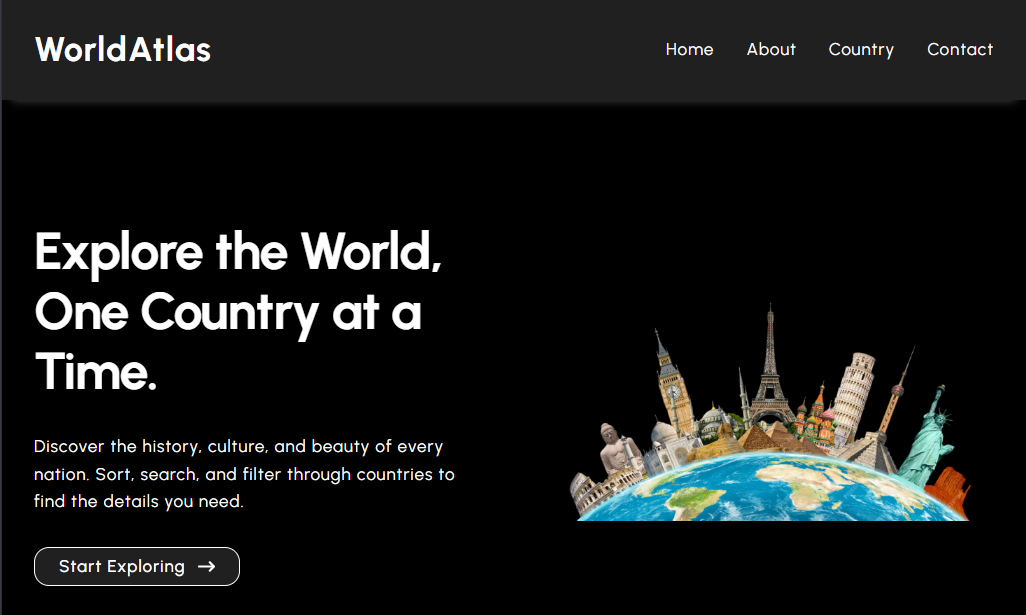 WorldAtlas
Home About Country Contact
Explore the World,
One Country at a
Time.
Discover the history, culture, and beauty of every
nation. Sort, search, and filter through countries to
find the details you need.
Start Exploring →